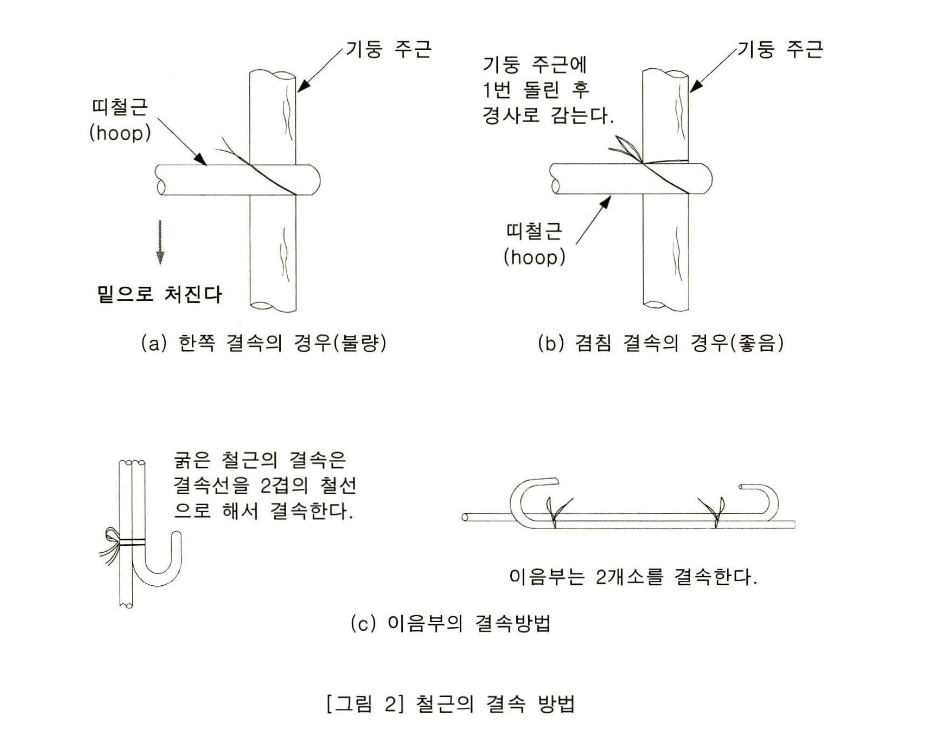 기둥 주근
띠철근
(hoop)
밑으로 처진다
(a) 한쪽 결속의 경우(불량)
기둥 주근에
1번 돌린 후
경사로 감는다.
기둥 주근
띠철근
(hoop)
(b) 겹침 결속의 경우(좋음)
굵은 철근의 결속은
결속선을 2겹의 철선
으로 해서 결속한다.
이음부는 2개소를 결속한다.
(c) 이음부의 결속방법
[그림 2] 철근의 결속 방법